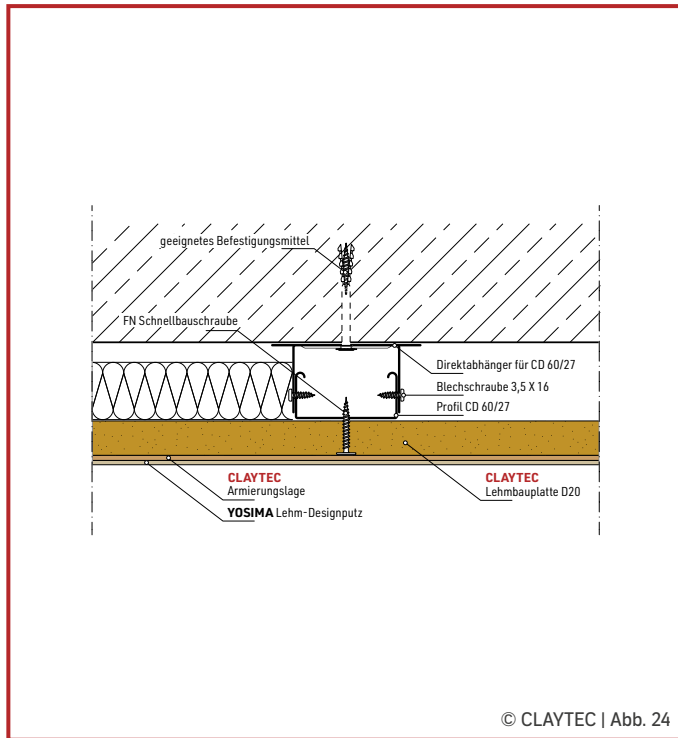 geeignetes Befestigungsmittel
FN Schnellbauschraube
Direktabhänger für CD 60/27
Blechschraube 3,5 X 16
Profil CD 60/27
CLAYTEC
Armierungslage
YOSIMA Lehm-Designputz
CLAYTEC
Lehmbauplatte D20
© CLAYTEC | Abb. 24